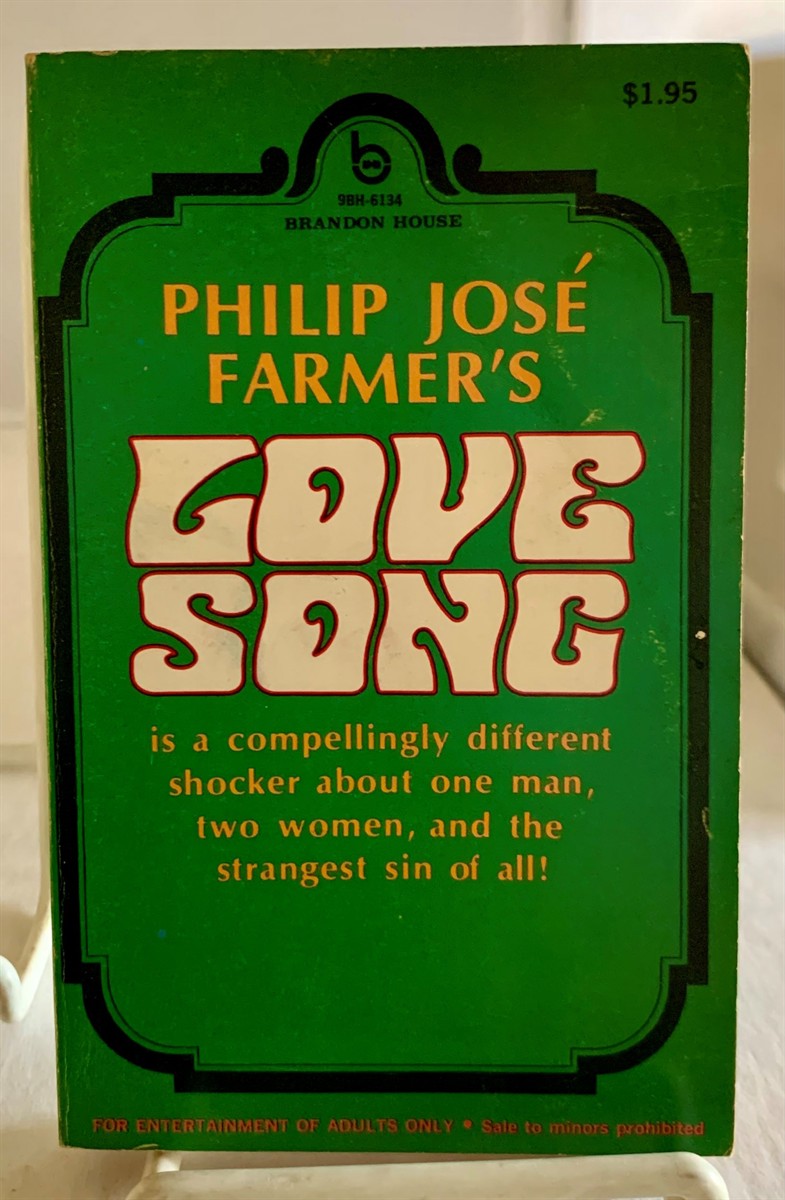 $1.95
b
9BH-6134
BRANDON HOUSE
PHILIP JOSÉ
FARMER'S
LOVE
SONG
is a compellingly different
shocker about one man,
two women, and the
strangest sin of all!
FOR ENTERTAINMENT OF ADULTS ONLY • Sale to minors prohibited